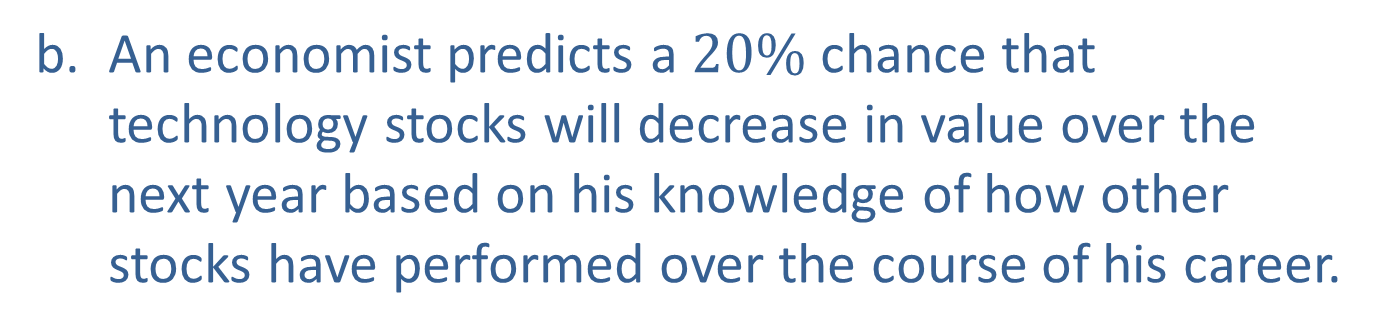 b. An economist predicts a 20% chance that
technology stocks will decrease in value over the
next year based on his knowledge of how other
stocks have performed over the course of his career.